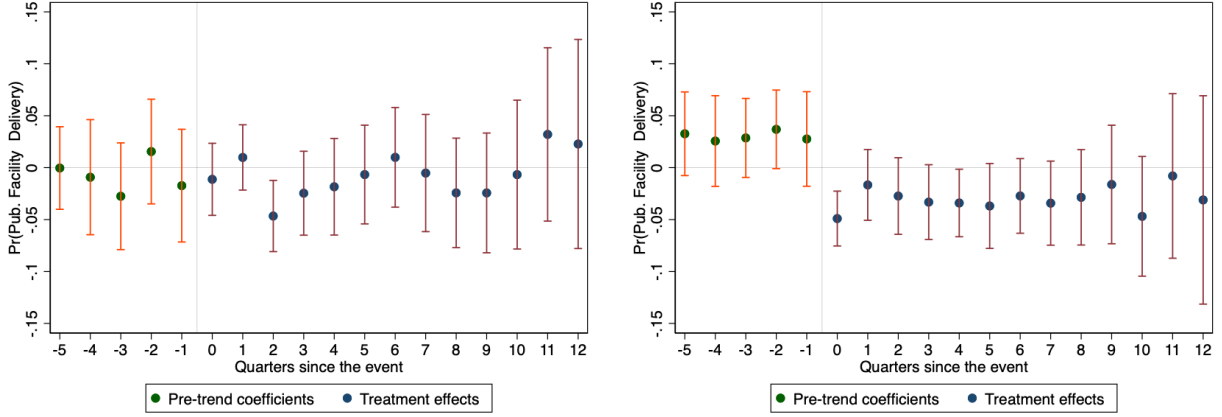 .15
.1
.05
0
-.05
-.1
-.15
Pr(Pub. Facility Delivery)
-5 -4 -3 -2 -1 0 1 2 3 4 5 6 7 8 9 10 11 12
Quarters since the event
Pre-trend coefficients Treatment effects
.15
.1
.05
0
-.05
-.1
-.15
Pr(Pub. Facility Delivery)
-5 -4 -3 -2 -1 0 1 2 3 4 5 6 7 8 9 10 11 12
Quarters since the event
Pre-trend coefficients Treatment effects